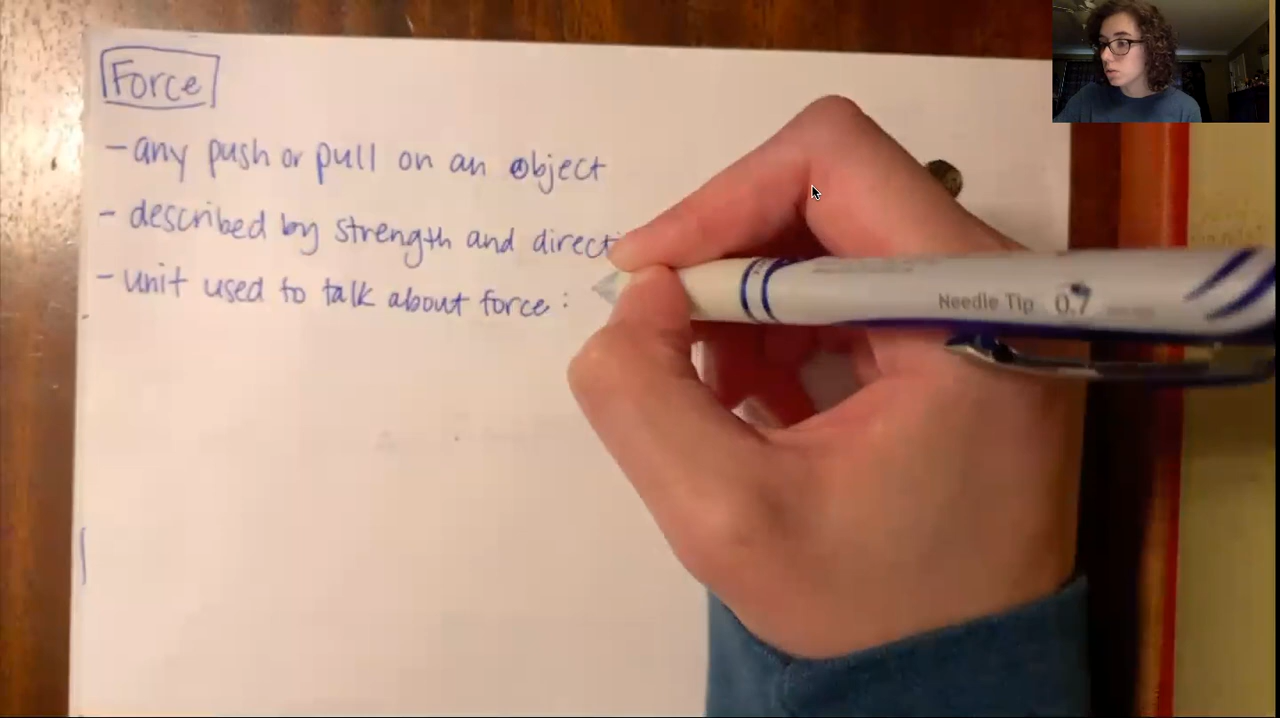 Force
- any push or pull on an object
- described by strength and directi
- unit used to talk about force :
Needle Tip 0.7